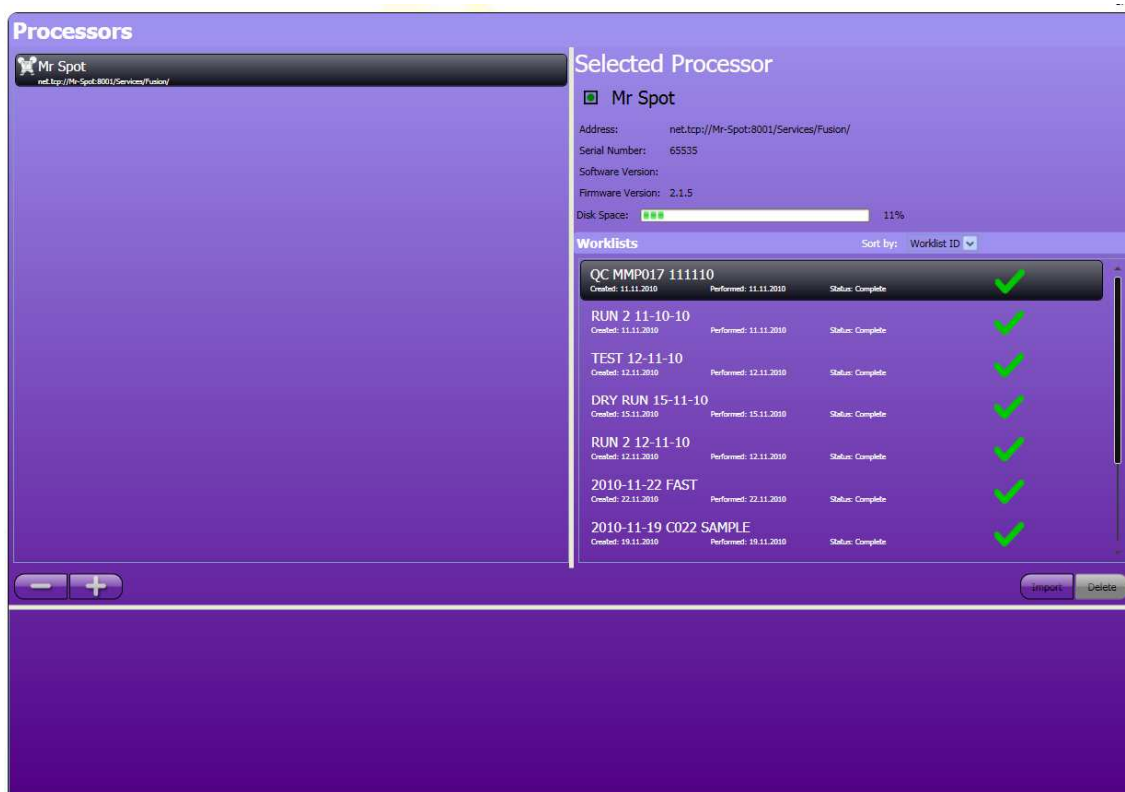 Processors
Mr Spot
net.tcp://Mr-Spot:8001/Services/Fusion/
Selected Processor
Mr Spot
Address: net.tcp://Mr-Spot:8001/Services/Fusion/
Serial Number: 65535
Software Version:
Firmware Version: 2.1.5
Disk Space: 11%
Worklists Sort by: Worklist ID
QC MMP017 111110
Created: 11.11.2010 Performed: 11.11.2010 Status: Complete
RUN 2 11-10-10
Created: 11.11.2010 Performed: 11.11.2010 Status: Complete
TEST 12-11-10
Created: 12.11.2010 Performed: 12.11.2010 Status: Complete
DRY RUN 15-11-10
Created: 15.11.2010 Performed: 15.11.2010 Status: Complete
RUN 2 12-11-10
Created: 12.11.2010 Performed: 12.11.2010 Status: Complete
2010-11-22 FAST
Created: 22.11.2010 Performed: 22.11.2010 Status: Complete
2010-11-19 C022 SAMPLE
Created: 19.11.2010 Performed: 19.11.2010 Status: Complete
Import Delete